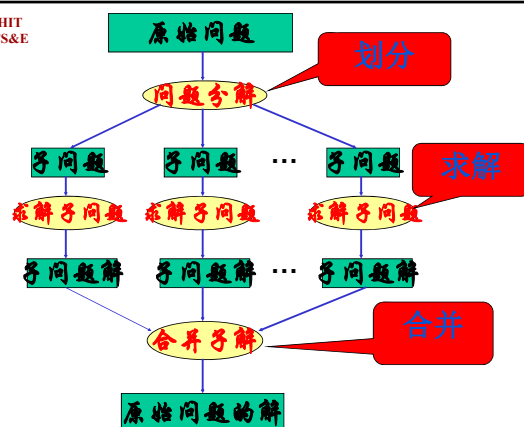 HIT
原始问题
划分
问题分解
子问题 子问题 … 子问题
求解
求解子问题 求解子问题 求解子问题
子问题解 子问题解 … 子问题解
合并
合并子解
原始问题的解